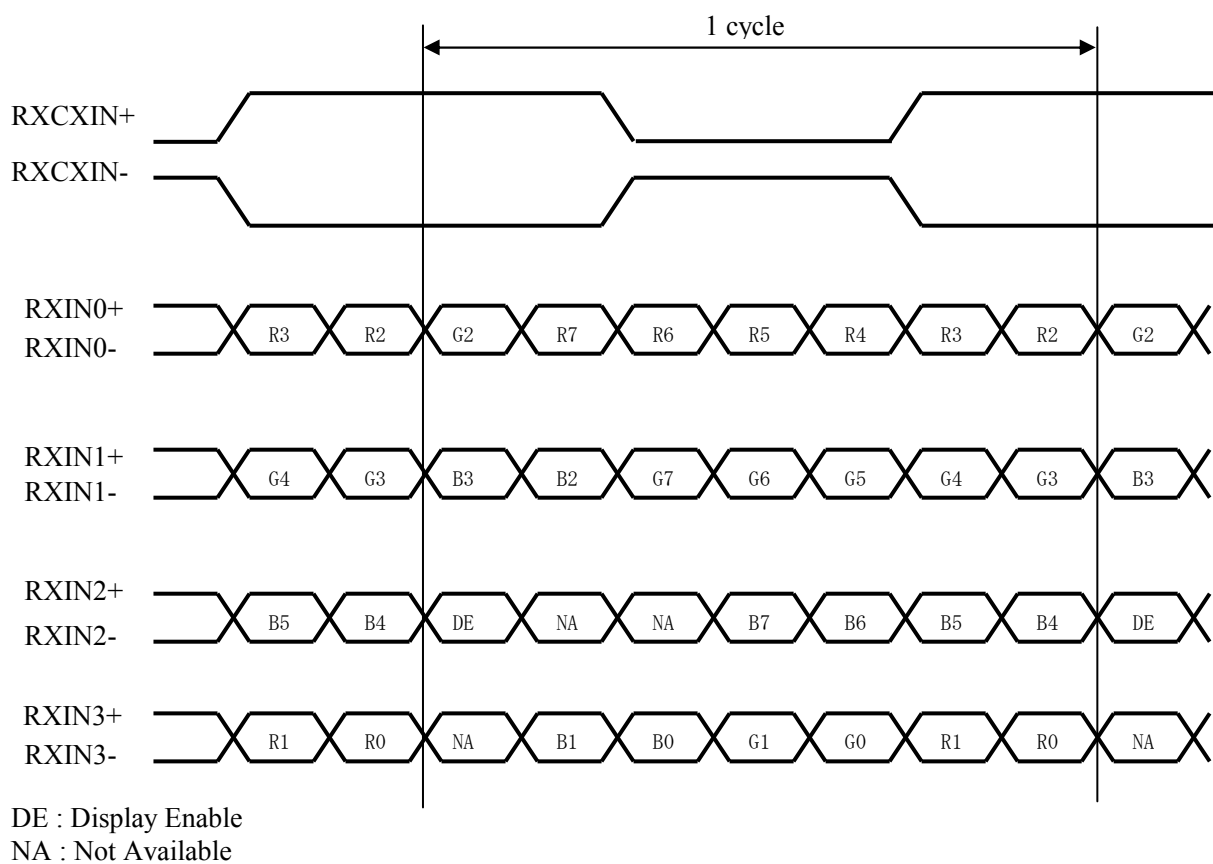 1 cycle
RXCXIN+
RXCXIN-
RXIN0+
RXIN0-
R3 R2 G2 R7 R6 R5 R4 R3 R2 G2
RXIN1+
RXIN1-
G4 G3 B3 B2 G7 G6 G5 G4 G3 B3
RXIN2+
RXIN2-
B5 B4 DE NA NA B7 B6 B5 B4 DE
RXIN3+
RXIN3-
R1 R0 NA B1 B0 G1 G0 R1 R0 NA
DE : Display Enable
NA : Not Available